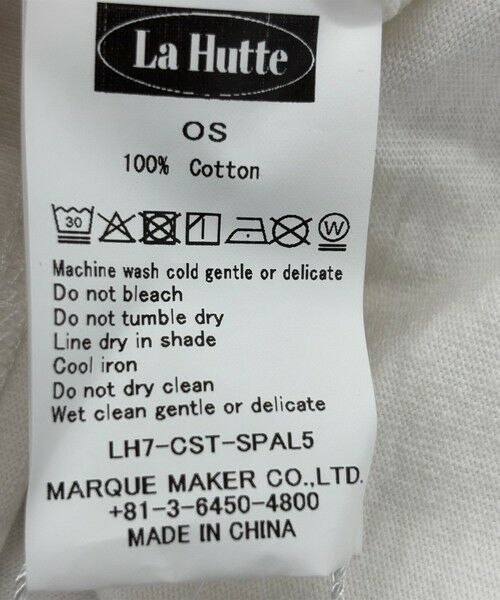 La Hutte
OS
100% Cotton
30 W
Machine wash cold gentle or delicate
Do not bleach
Do not tumble dry
Line dry in shade
Cool iron
Do not dry clean
Wet clean gentle or delicate
LH7-CST-SPAL5
MARQUE MAKER CO.,LTD.
+81-3-6450-4800
MADE IN CHINA